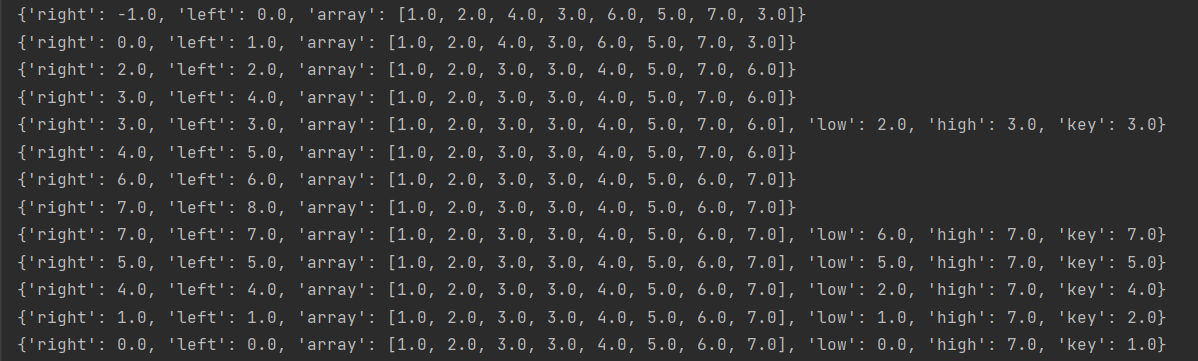 {'right': -1.0, 'left': 0.0, 'array': [1.0, 2.0, 4.0, 3.0, 6.0, 5.0, 7.0, 3.0]}
{'right': 0.0, 'left': 1.0, 'array': [1.0, 2.0, 4.0, 3.0, 6.0, 5.0, 7.0, 3.0]}
{'right': 2.0, 'left': 2.0, 'array': [1.0, 2.0, 3.0, 3.0, 4.0, 5.0, 7.0, 6.0]}
{'right': 3.0, 'left': 4.0, 'array': [1.0, 2.0, 3.0, 3.0, 4.0, 5.0, 7.0, 6.0]}
{'right': 3.0, 'left': 3.0, 'array': [1.0, 2.0, 3.0, 3.0, 4.0, 5.0, 7.0, 6.0], 'low': 2.0, 'high': 3.0, 'key': 3.0}
{'right': 4.0, 'left': 5.0, 'array': [1.0, 2.0, 3.0, 3.0, 4.0, 5.0, 7.0, 6.0]}
{'right': 6.0, 'left': 6.0, 'array': [1.0, 2.0, 3.0, 3.0, 4.0, 5.0, 6.0, 7.0]}
{'right': 7.0, 'left': 8.0, 'array': [1.0, 2.0, 3.0, 3.0, 4.0, 5.0, 6.0, 7.0]}
{'right': 7.0, 'left': 7.0, 'array': [1.0, 2.0, 3.0, 3.0, 4.0, 5.0, 6.0, 7.0], 'low': 6.0, 'high': 7.0, 'key': 7.0}
{'right': 5.0, 'left': 5.0, 'array': [1.0, 2.0, 3.0, 3.0, 4.0, 5.0, 6.0, 7.0], 'low': 5.0, 'high': 7.0, 'key': 5.0}
{'right': 4.0, 'left': 4.0, 'array': [1.0, 2.0, 3.0, 3.0, 4.0, 5.0, 6.0, 7.0], 'low': 2.0, 'high': 7.0, 'key': 4.0}
{'right': 1.0, 'left': 1.0, 'array': [1.0, 2.0, 3.0, 3.0, 4.0, 5.0, 6.0, 7.0], 'low': 1.0, 'high': 7.0, 'key': 2.0}
{'right': 0.0, 'left': 0.0, 'array': [1.0, 2.0, 3.0, 3.0, 4.0, 5.0, 6.0, 7.0], 'low': 0.0, 'high': 7.0, 'key': 1.0}